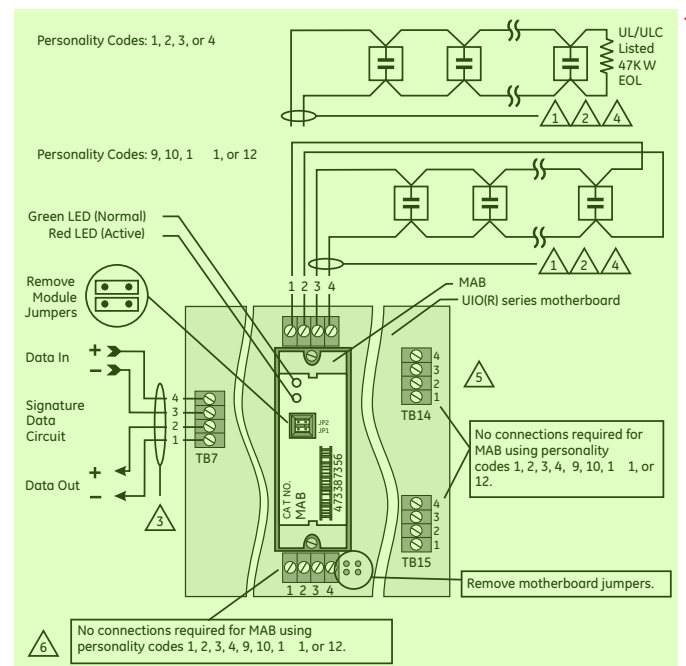 Personality Codes: 1, 2, 3, or 4
UL/ULC
Listed
47K W
EOL
1 2 4
Personality Codes: 9, 10, 1 1, or 12
Green LED (Normal)
Red LED (Active)
1 2 4
1 2 3 4
MAB
UIO(R) series motherboard
Remove
Module
Jumpers
Data In
+
−
Signature
Data
Circuit
Data Out
+
−
3
4
3
2
1
TB7
JP2
JP1
CAT NO.
MAB
473387356
4
3
2
1
TB14
5
No connections required for
MAB using personality
codes 1, 2, 3, 4, 9, 10, 1 1, or
12.
4
3
2
1
TB15
1 2 3 4
Remove motherboard jumpers.
6
No connections required for MAB using
personality codes 1, 2, 3, 4, 9, 10, 1 1, or 12.